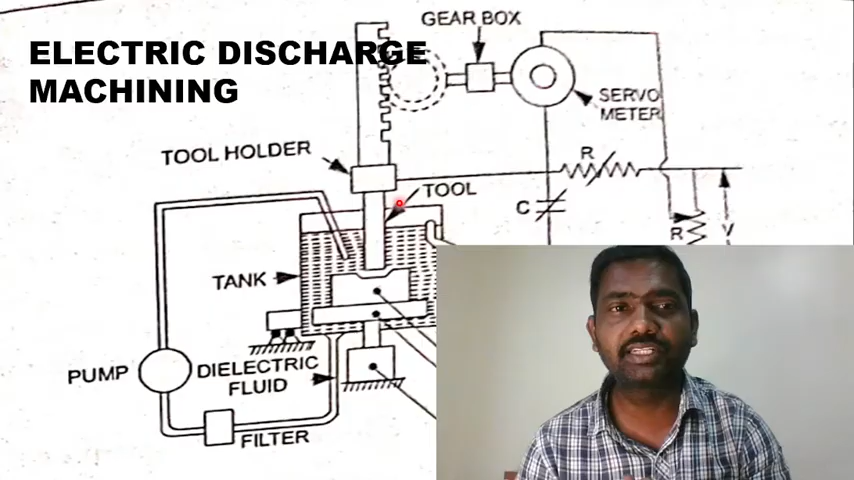 ELECTRIC DISCHARGE
MACHINING
GEAR BOX
SERVO
METER
TOOL HOLDER
R
TOOL
C
R
V
TANK
PUMP
DIELECTRIC
FLUID
FILTER